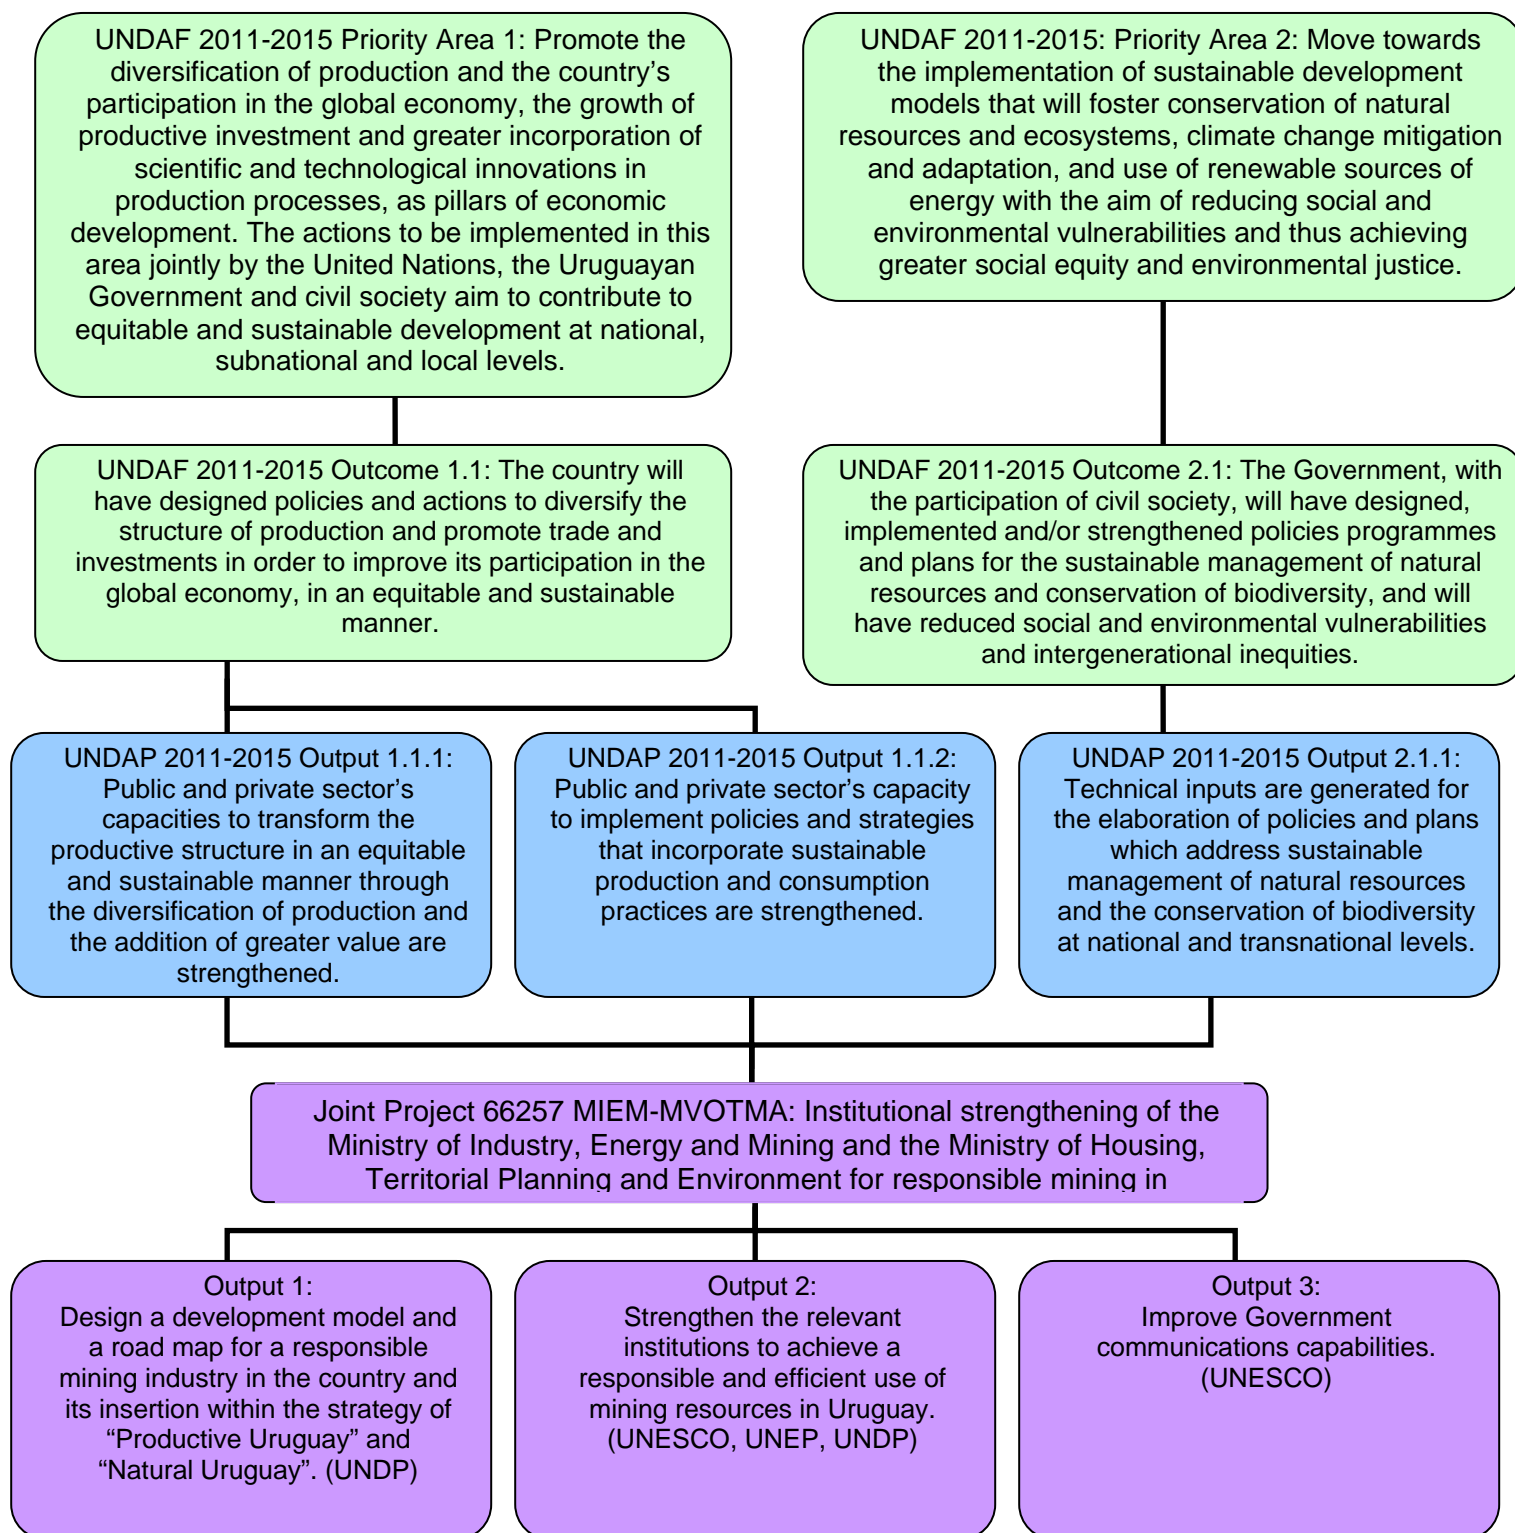 UNDAF 2011-2015 Priority Area 1: Promote the
diversification of production and the country’s
participation in the global economy, the growth of
productive investment and greater incorporation of
scientific and technological innovations in
production processes, as pillars of economic
development. The actions to be implemented in this
area jointly by the United Nations, the Uruguayan
Government and civil society aim to contribute to
equitable and sustainable development at national,
subnational and local levels.
UNDAF 2011-2015: Priority Area 2: Move towards
the implementation of sustainable development
models that will foster conservation of natural
resources and ecosystems, climate change mitigation
and adaptation, and use of renewable sources of
energy with the aim of reducing social and
environmental vulnerabilities and thus achieving
greater social equity and environmental justice.
UNDAF 2011-2015 Outcome 1.1: The country will
have designed policies and actions to diversify the
structure of production and promote trade and
investments in order to improve its participation in the
global economy, in an equitable and sustainable
manner.
UNDAF 2011-2015 Outcome 2.1: The Government, with
the participation of civil society, will have designed,
implemented and/or strengthened policies programmes
and plans for the sustainable management of natural
resources and conservation of biodiversity, and will
have reduced social and environmental vulnerabilities
and intergenerational inequities.
UNDAP 2011-2015 Output 1.1.1:
Public and private sector’s
capacities to transform the
productive structure in an equitable
and sustainable manner through
the diversification of production and
the addition of greater value are
strengthened.
UNDAP 2011-2015 Output 1.1.2:
Public and private sector’s capacity
to implement policies and strategies
that incorporate sustainable
production and consumption
practices are strengthened.
UNDAP 2011-2015 Output 2.1.1:
Technical inputs are generated for
the elaboration of policies and plans
which address sustainable
management of natural resources
and the conservation of biodiversity
at national and transnational levels.
Joint Project 66257 MIEM-MVOTMA: Institutional strengthening of the
Ministry of Industry, Energy and Mining and the Ministry of Housing,
Territorial Planning and Environment for responsible mining in
Output 1:
Design a development model and
a road map for a responsible
mining industry in the country and
its insertion within the strategy of
“Productive Uruguay” and
“Natural Uruguay”. (UNDP)
Output 2:
Strengthen the relevant
institutions to achieve a
responsible and efficient use of
mining resources in Uruguay.
(UNESCO, UNEP, UNDP)
Output 3:
Improve Government
communications capabilities.
(UNESCO)